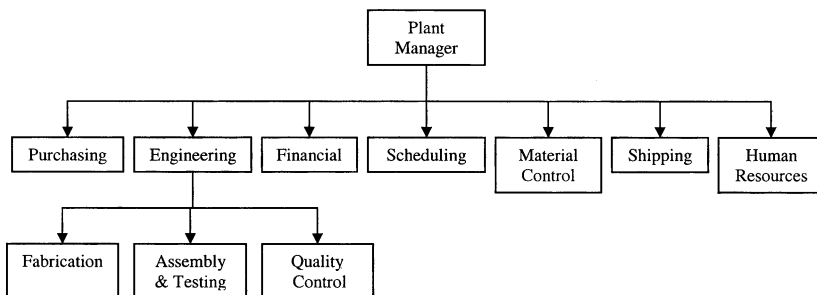 Plant
Manager
Purchasing
Engineering
Financial
Scheduling
Material
Control
Shipping
Human
Resources
Fabrication
Assembly
& Testing
Quality
Control